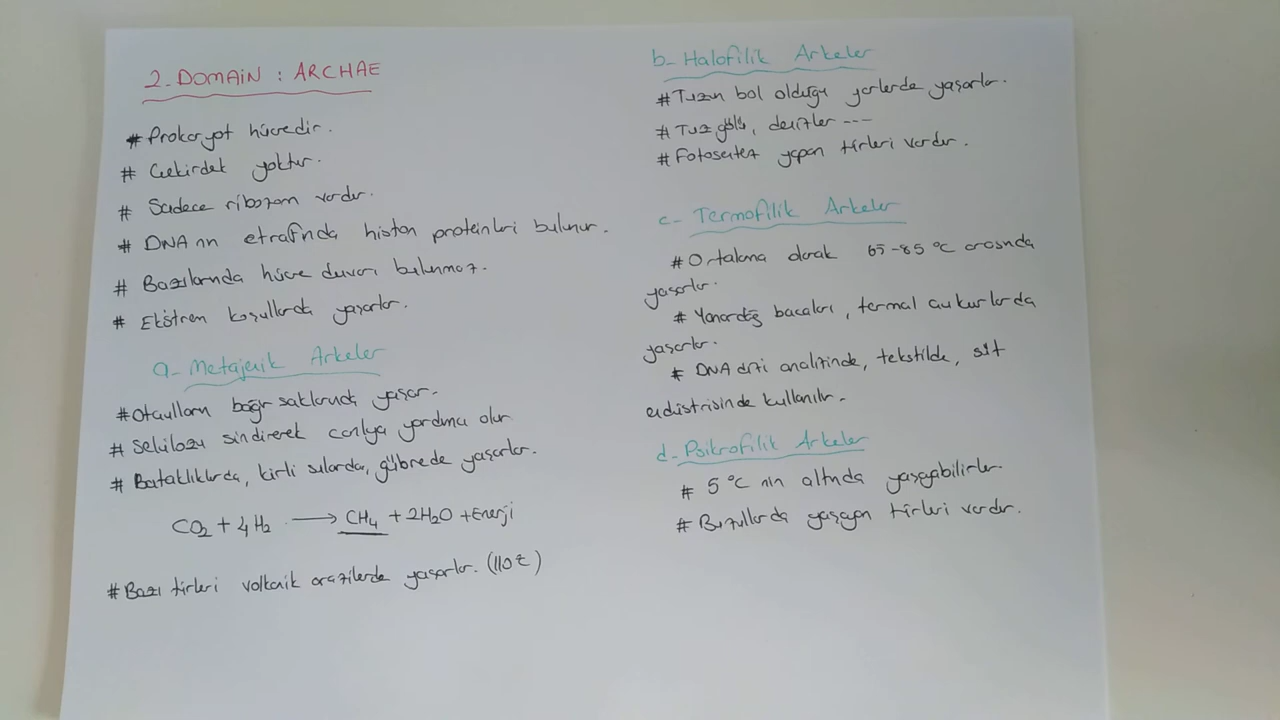 2. DOMAİN : ARCHAE
# Prokaryot hücredir.
# Çekirdek yoktur.
# Sadece ribozom vardır.
# DNA nın etrafında histon proteinleri bulunur.
# Bazılarında hücre duvarı bulunmaz.
# Ekstrem koşullarda yaşarlar.
a- Metajenik Arkeler
# Otçulların bağırsaklarında yaşar.
# Selülozu sindirerek canlıya yardımcı olur
# Bataklıklarda, kirli sularda, gübrede yaşarlar.
CO2 + 4H2 → CH4 + 2H2O + Enerji
# Bazı türleri volkaik arazilerde yaşarlar. (110
b- Halofilik Arkeler
# Tuzun bol olduğu yerlerde yaşarlar.
# Tuz gölü, denizler ---
# Fotosentez yapan türleri vardır.
c- Termofilik Arkeler
# Ortalama olarak 65-85 °C arasında
yaşarlar.
# Yanardağ bacaları, termal çukurlarda
yaşarlar.
# DNA dizi analizinde, tekstilde, süt
endüstrisinde kullanılır.
d- Psikrofilik Arkeler
# 5 °C nin altında yaşayabilirler.
# Buzullarda yaşayan türleri vardır.